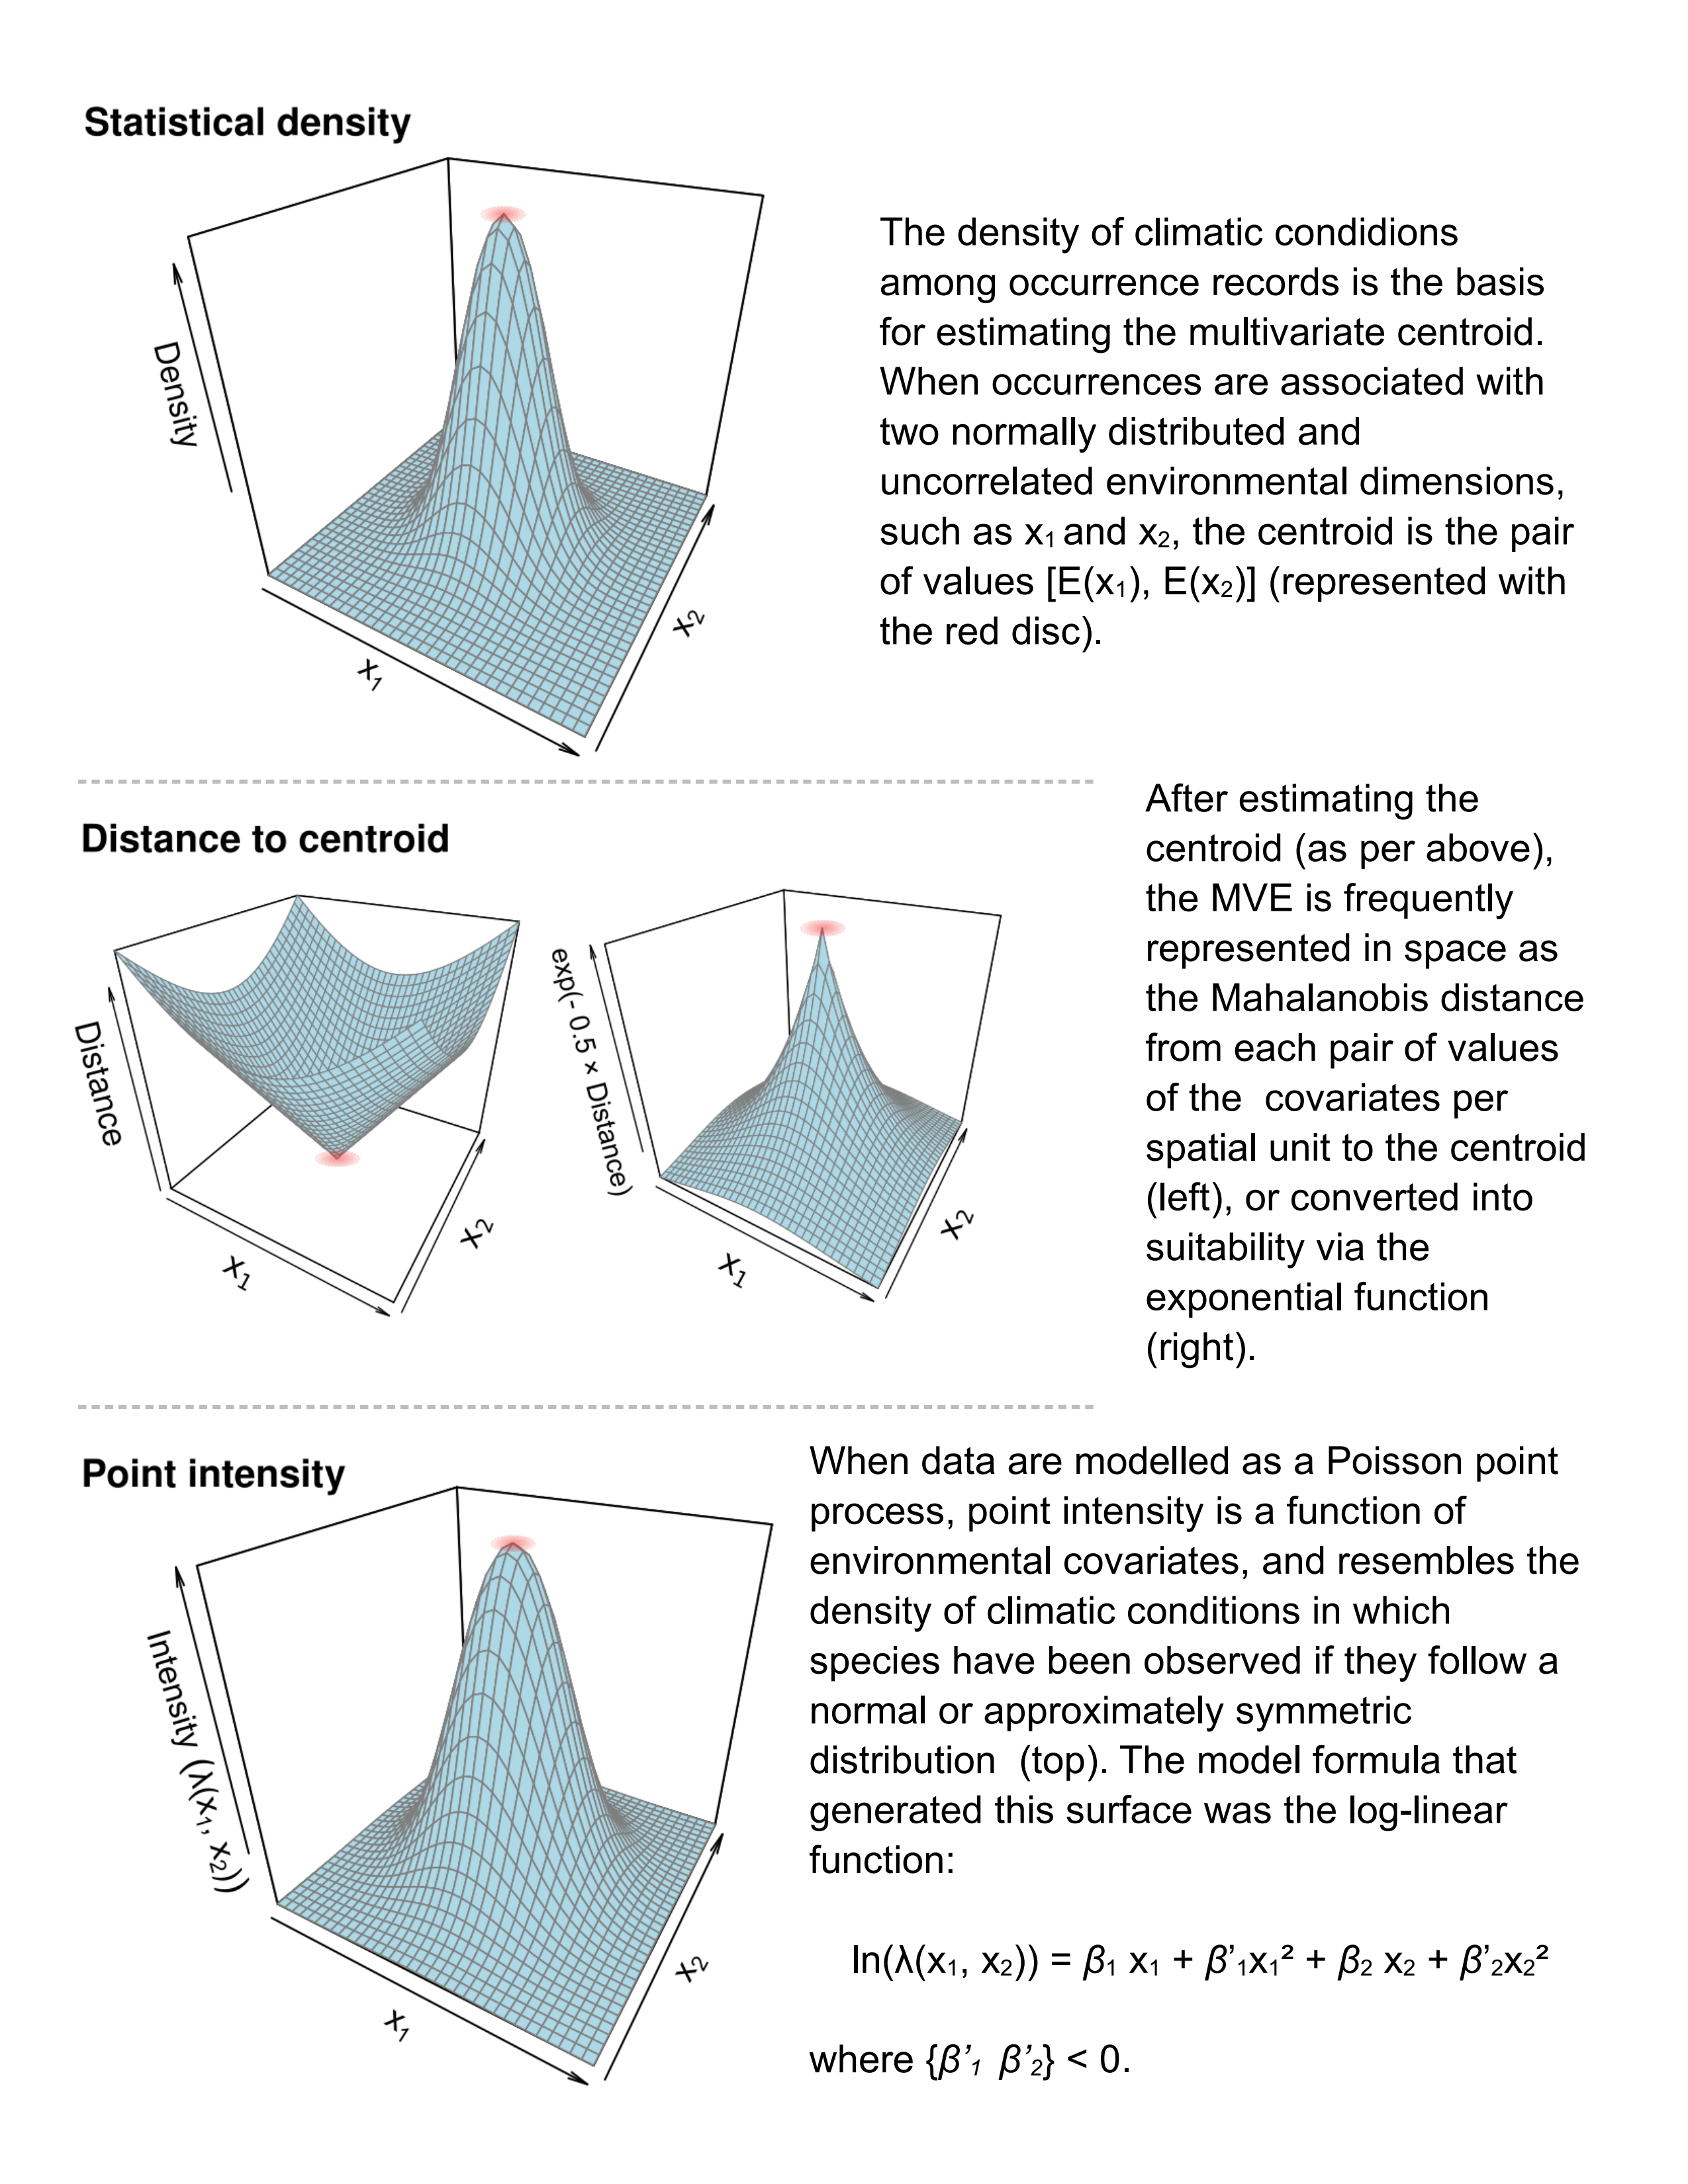 Statistical density
Density
x₁
x₂
The density of climatic condidions
among occurrence records is the basis
for estimating the multivariate centroid.
When occurrences are associated with
two normally distributed and
uncorrelated environmental dimensions,
such as x₁ and x₂, the centroid is the pair
of values [E(x₁), E(x₂)] (represented with
the red disc).
Distance to centroid
Distance
x₁
x₂
exp(- 0.5 × Distance)
x₁
x₂
After estimating the
centroid (as per above),
the MVE is frequently
represented in space as
the Mahalanobis distance
from each pair of values
of the covariates per
spatial unit to the centroid
(left), or converted into
suitability via the
exponential function
(right).
Point intensity
Intensity (λ(x₁, x₂))
x₁
x₂
When data are modelled as a Poisson point
process, point intensity is a function of
environmental covariates, and resembles the
density of climatic conditions in which
species have been observed if they follow a
normal or approximately symmetric
distribution (top). The model formula that
generated this surface was the log-linear
function:
ln(λ(x₁, x₂)) = β₁ x₁ + β’₁x₁² + β₂ x₂ + β’₂x₂²
where {β’₁ β’₂} < 0.